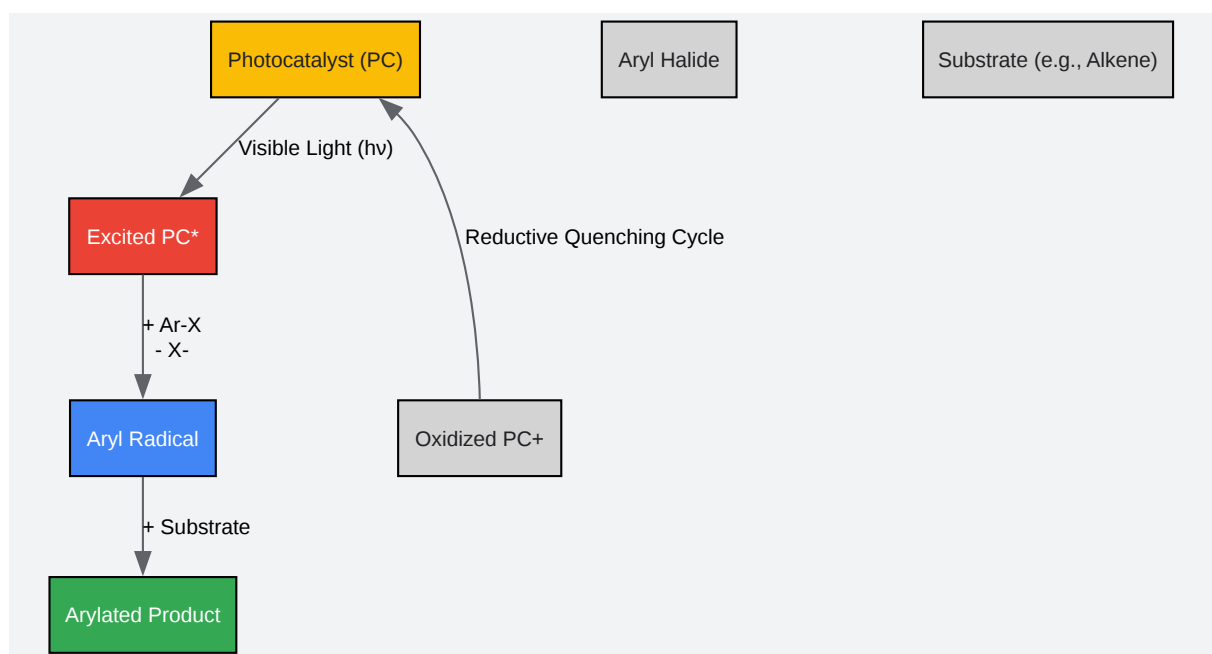 Photocatalyst (PC)
Aryl Halide
Substrate (e.g., Alkene)
Visible Light (hν)
Excited PC*
Reductive Quenching Cycle
+ Ar-X
- X-
Aryl Radical
Oxidized PC+
+ Substrate
Arylated Product